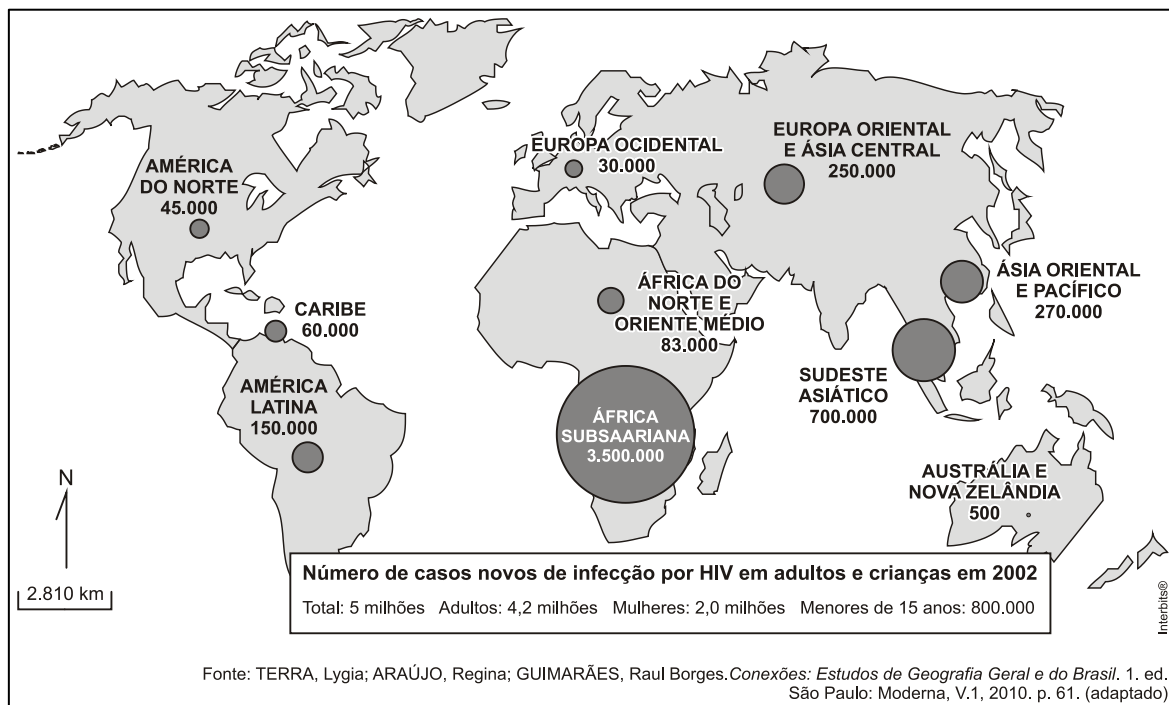 AMÉRICA
DO NORTE
45.000
EUROPA OCIDENTAL
30.000
EUROPA ORIENTAL
E ÁSIA CENTRAL
250.000
CARIBE
60.000
ÁFRICA DO
NORTE E
ORIENTE MÉDIO
83.000
ÁSIA ORIENTAL
E PACÍFICO
270.000
AMÉRICA
LATINA
150.000
ÁFRICA
SUBSAARIANA
3.500.000
SUDESTE
ASIÁTICO
700.000
AUSTRÁLIA E
NOVA ZELÂNDIA
500
N
2.810 km
Número de casos novos de infecção por HIV em adultos e crianças em 2002
Total: 5 milhões Adultos: 4,2 milhões Mulheres: 2,0 milhões Menores de 15 anos: 800.000
Interbits®
Fonte: TERRA, Lygia; ARAÚJO, Regina; GUIMARÃES, Raul Borges. Conexões: Estudos de Geografia Geral e do Brasil. 1. ed.
São Paulo: Moderna, V.1, 2010. p. 61. (adaptado)